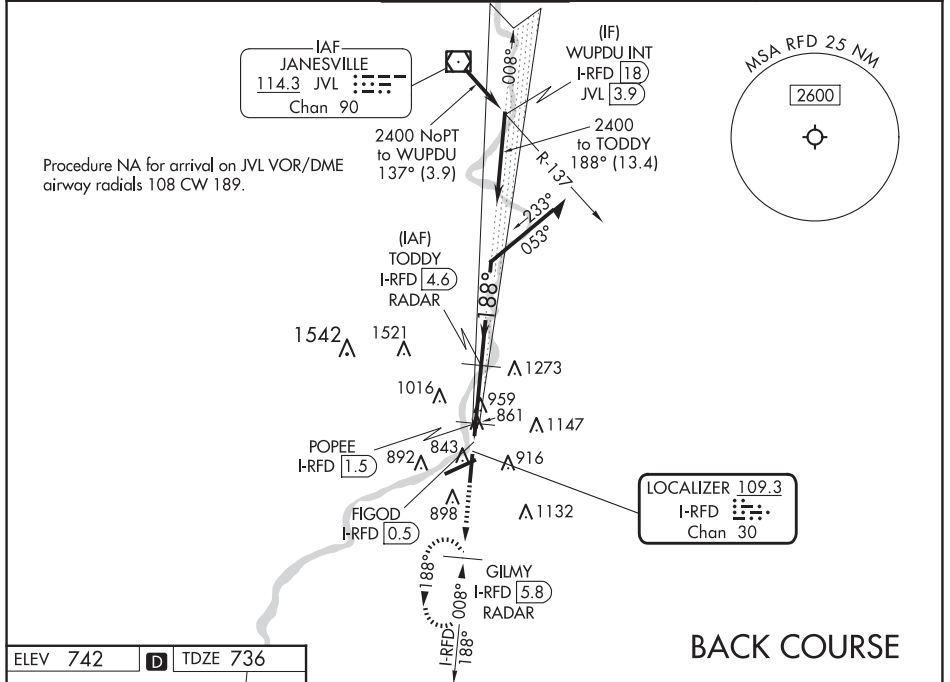 IAF
JANESVILLE
114.3 JVL
Chan 90
(IF)
WUPDU INT
I-RFD 18
JVL 3.9
008°
MSA RFD 25 NM
2600
2400 NoPT
to WUPDU
137° (3.9)
2400
to TODDY
188° (13.4)
R-137
Procedure NA for arrival on JVL VOR/DME
airway radials 108 CW 189.
233°
053°
(IAF)
TODDY
I-RFD 4.6
RADAR
188°
1542
1521
1273
1016
959
861
1147
POPEE
I-RFD 1.5
892
843
916
LOCALIZER 109.3
I-RFD
Chan 30
FIGOD
I-RFD 0.5
898
1132
188°
GILMY
I-RFD 5.8
RADAR
008°
I-RFD
188°
BACK COURSE
ELEV 742 D TDZE 736